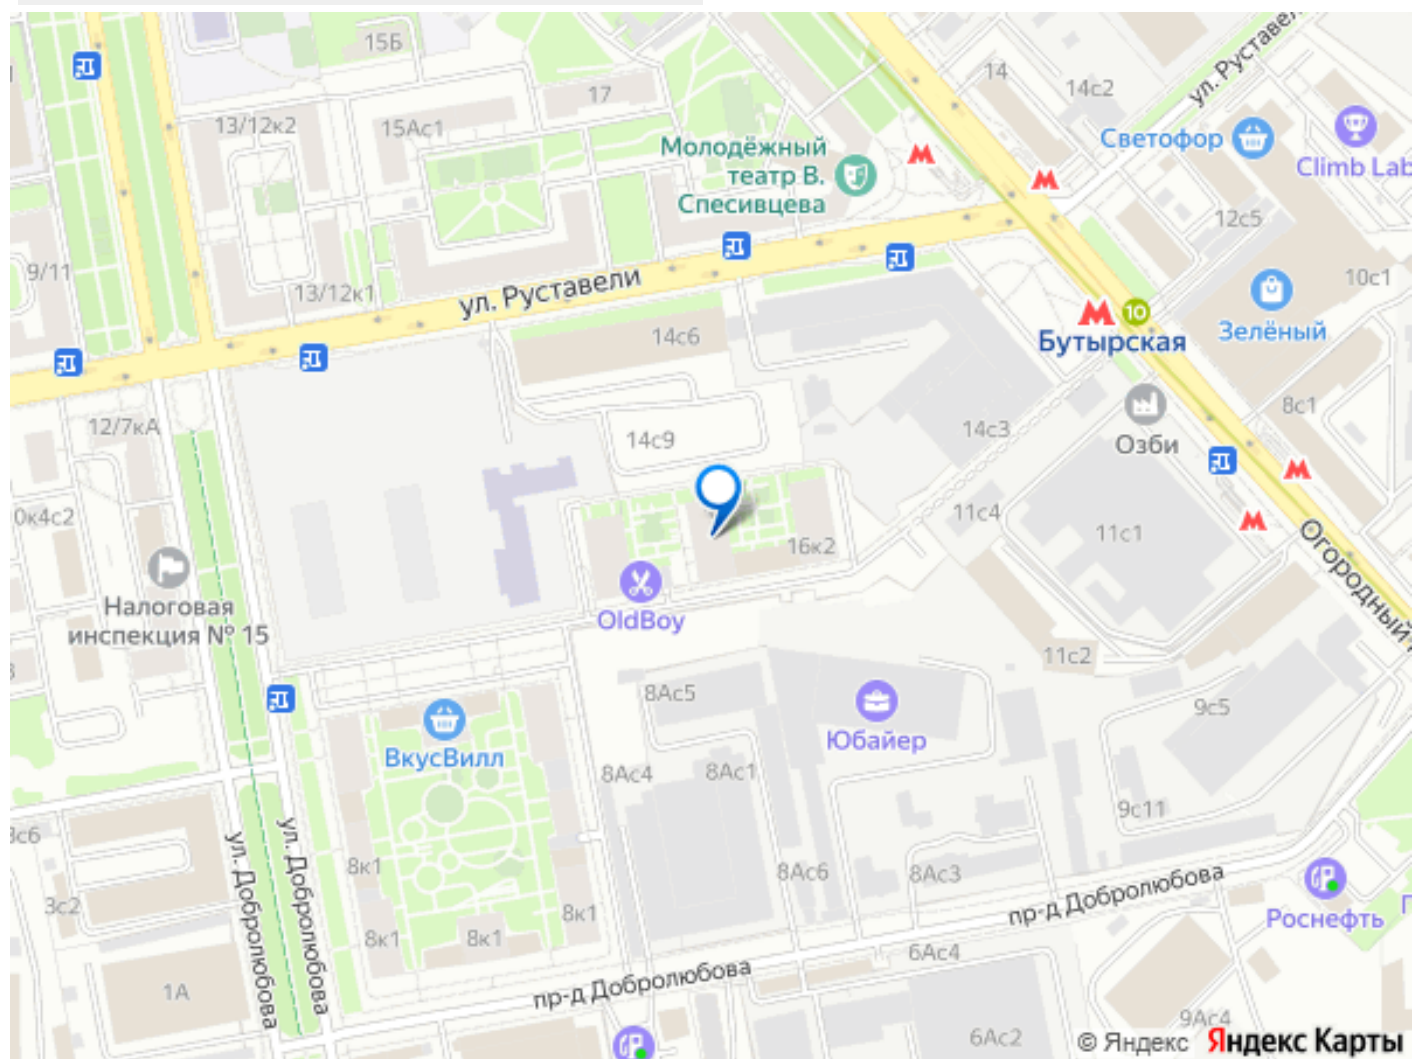 15Б
17
14
14с2
ул. Руставели
13/12к2
15Ас1
Молодёжный
театр В.
Спесивцева
Светофор
Climb Lab
12с5
9/11
13/12к1
ул. Руставели
14с6
10
Бутырская
10с1
Зелёный
8с1
12/7кА
14с9
14с3
Озби
0к4с2
11с4
11с1
16к2
Огородный
Налоговая
инспекция № 15
OldBoy
11с2
8Ас5
9с5
ВкусВилл
Юбайер
8Ас4
8Ас1
9с11
3с6
ул. Добролюбова
ул. Добролюбова
8к1
8Ас6
8Ас3
пр-д Добролюбова
3с2
8к1
Роснефть
8к1
8к1
6Ас4
1А
пр-д Добролюбова
9Ас4
6Ас2
© Яндекс Яндекс Карты